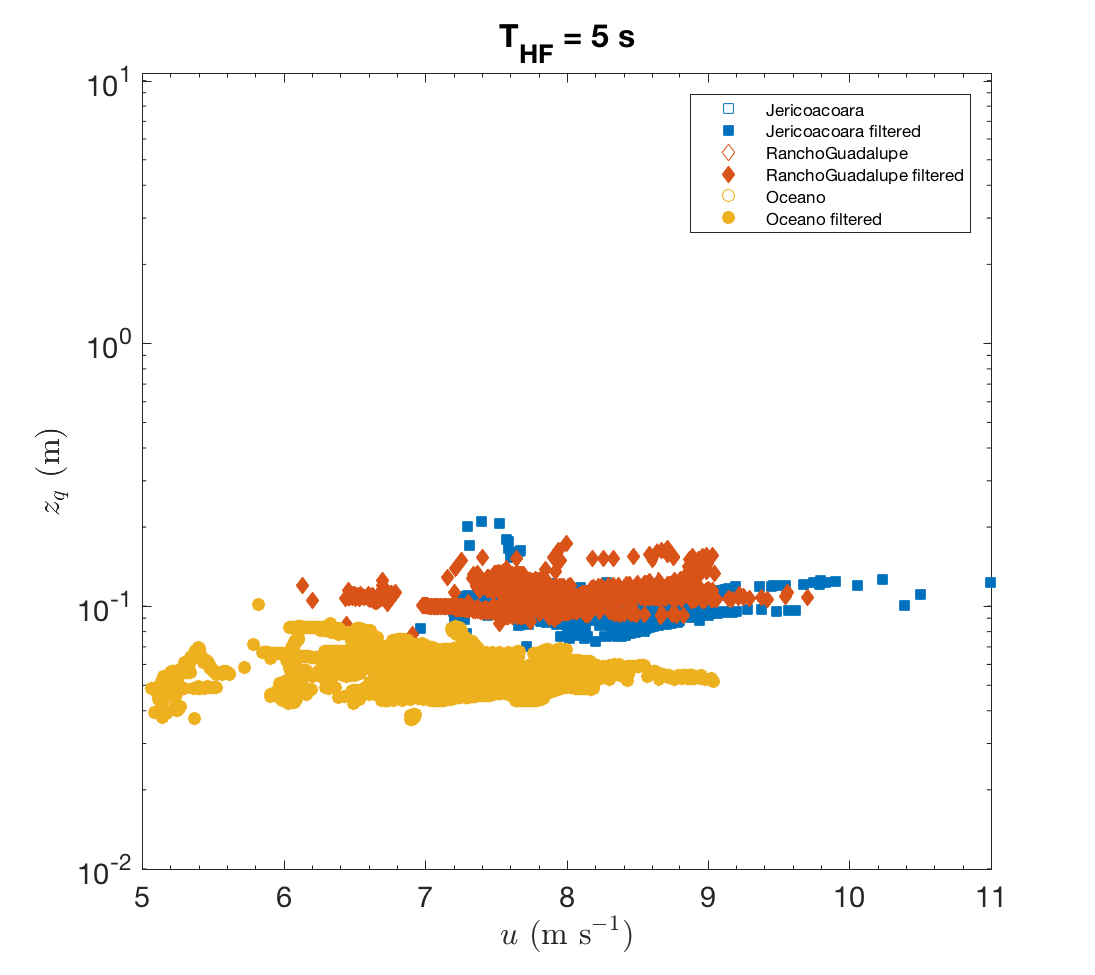 T_HF = 5 s
10^1
10^0
10^-1
10^-2
z_q (m)
Jericoacoara
Jericoacoara filtered
RanchoGuadalupe
RanchoGuadalupe filtered
Oceano
Oceano filtered
5 6 7 8 9 10 11
u (m s^−1)